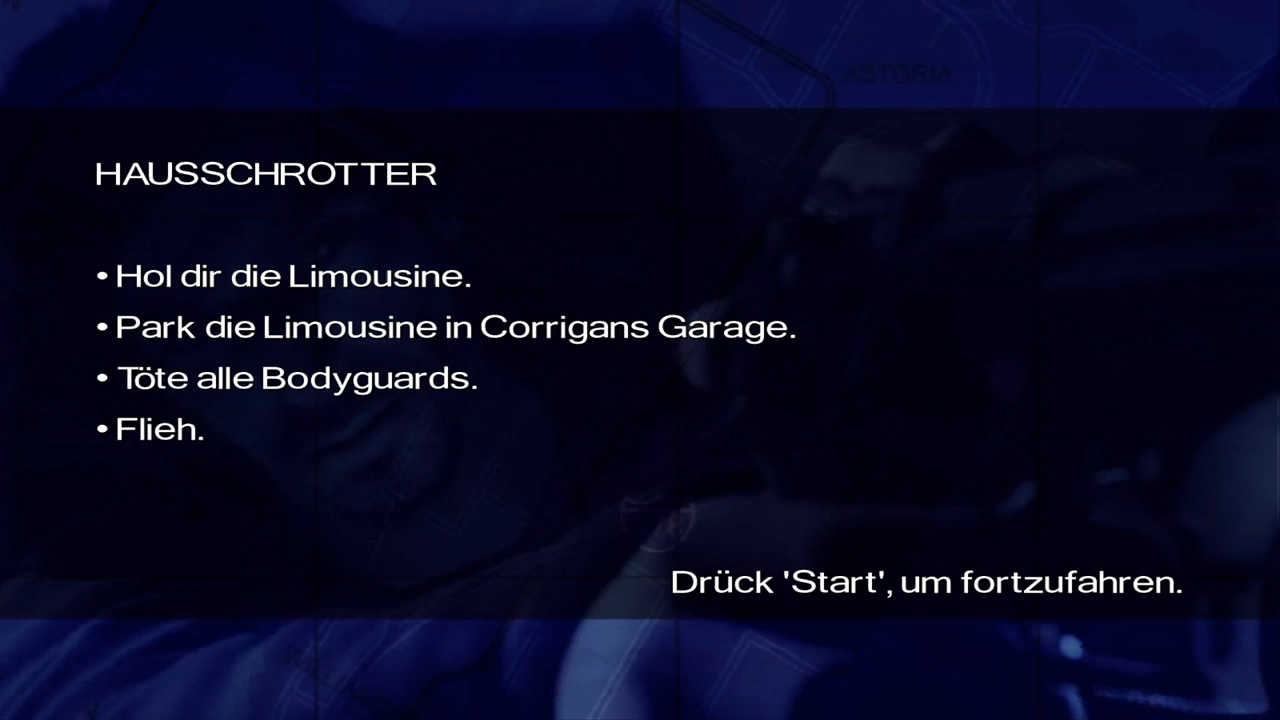 ASTORIA
HAUSSCHROTTER
• Hol dir die Limousine.
• Park die Limousine in Corrigans Garage.
• Töte alle Bodyguards.
• Flieh.
Drück 'Start', um fortzufahren.